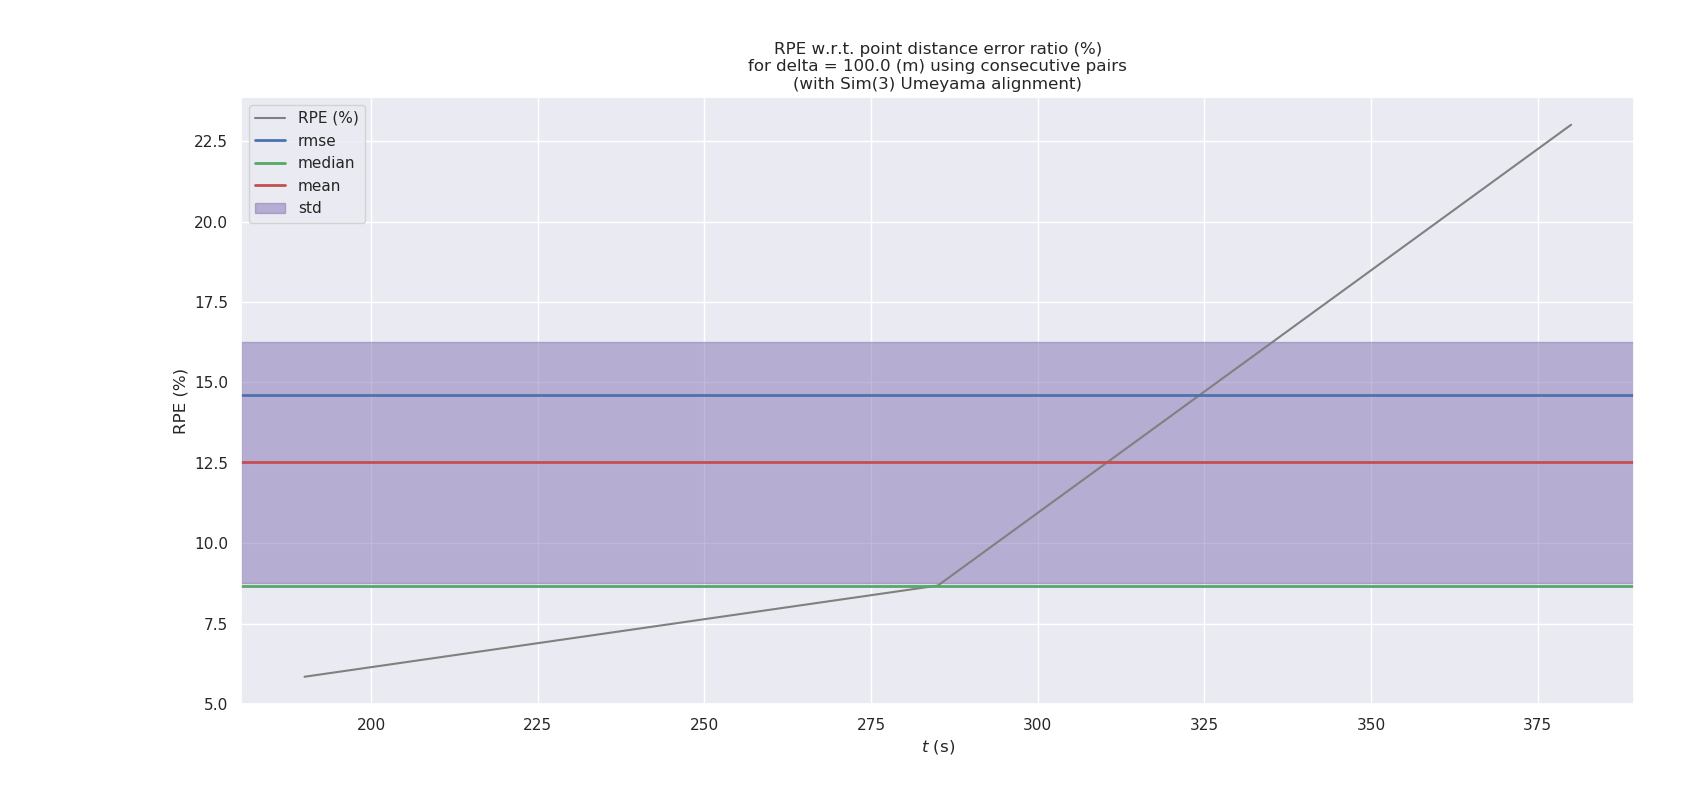 RPE w.r.t. point distance error ratio (%)
for delta = 100.0 (m) using consecutive pairs
(with Sim(3) Umeyama alignment)
RPE (%)
rmse
median
mean
std
RPE (%)
22.5
20.0
17.5
15.0
12.5
10.0
7.5
5.0
200
225
250
275
300
325
350
375
t (s)